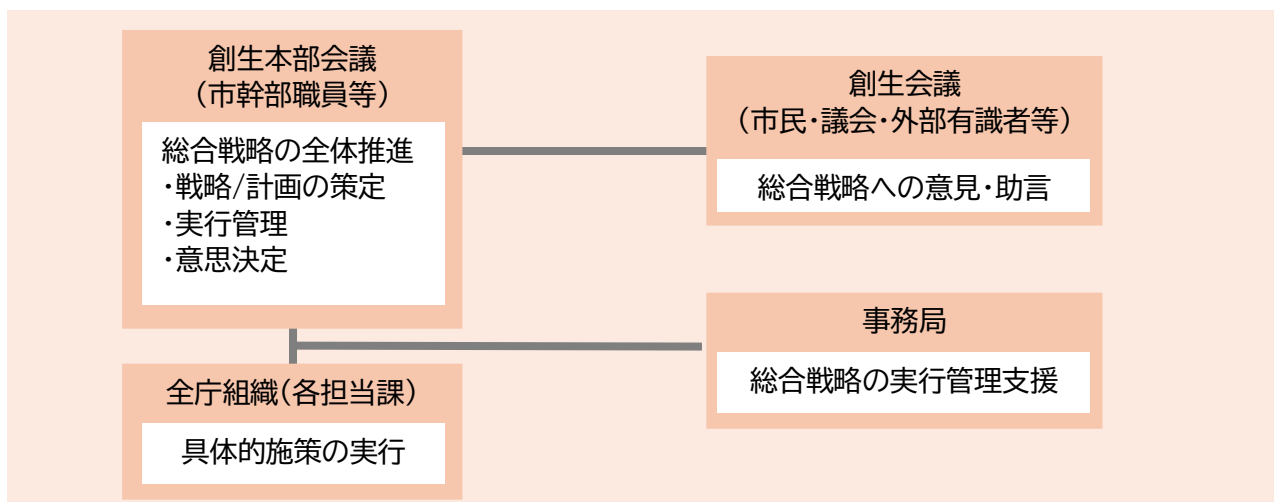 創生本部会議
（市幹部職員等）
総合戦略の全体推進
・戦略/計画の策定
・実行管理
・意思決定
創生会議
（市民・議会・外部有識者等）
総合戦略への意見・助言
事務局
総合戦略の実行管理支援
全庁組織（各担当課）
具体的施策の実行